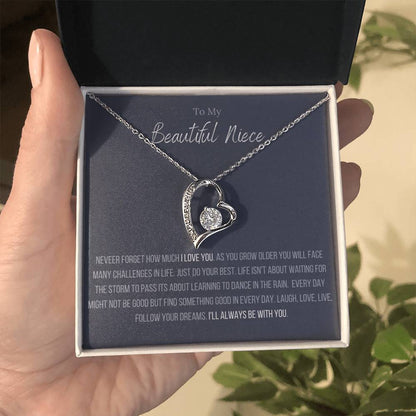 To My
Beautiful Niece
NEVEER FORGET HOW MUCH I LOVE YOU. AS YOU GROW OLDER YOU WILL FACE
MANY CHALLENGES IN LIFE. JUST DO YOUR BEST. LIFE ISN'T ABOUT WAITING FOR
THE STORM TO PASS ITS ABOUT LEARNING TO DANCE IN THE RAIN. EVERY DAY
MIGHT NOT BE GOOD BUT FIND SOMETHING GOOD IN EVERY DAY. LAUGH, LOVE, LIVE,
FOLLOW YOUR DREAMS. I'LL ALWAYS BE WITH YOU.